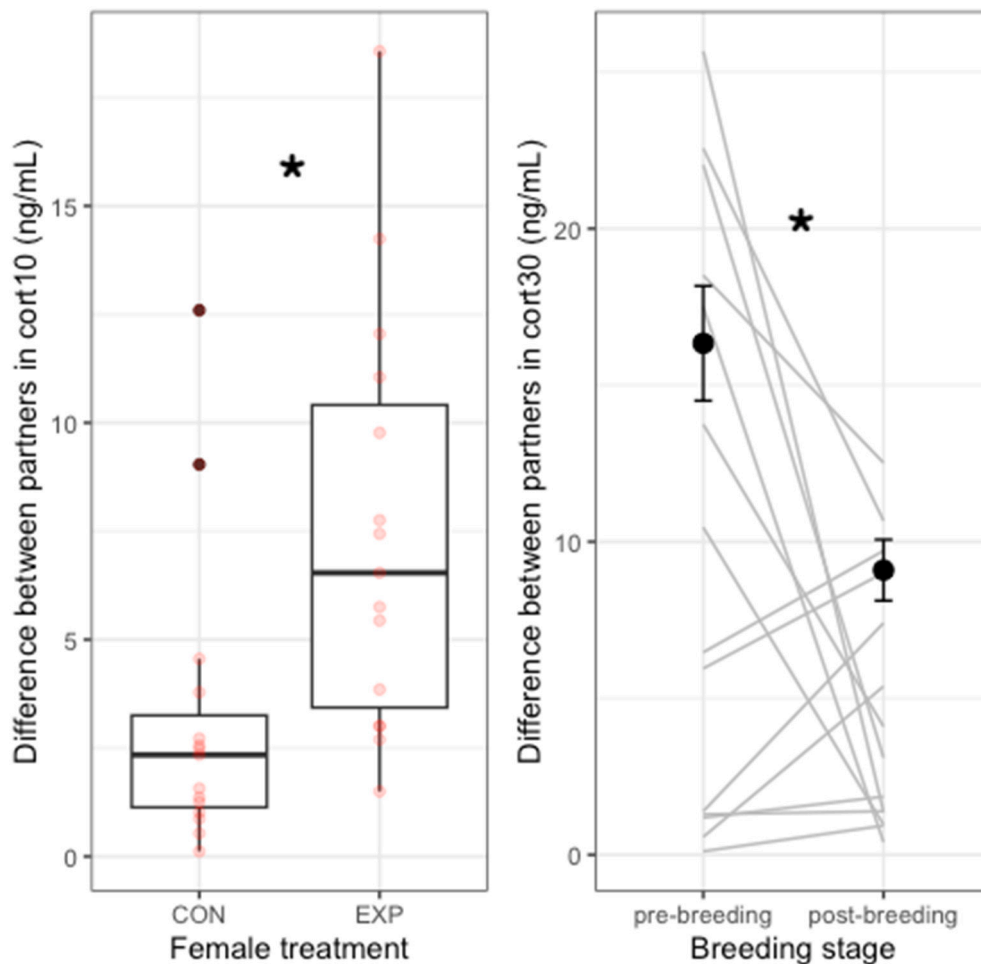 Difference between partners in cort10 (ng/mL)
15
10
5
0
CON EXP
Female treatment
*
Difference between partners in cort30 (ng/mL)
20
10
0
pre-breeding post-breeding
Breeding stage
*